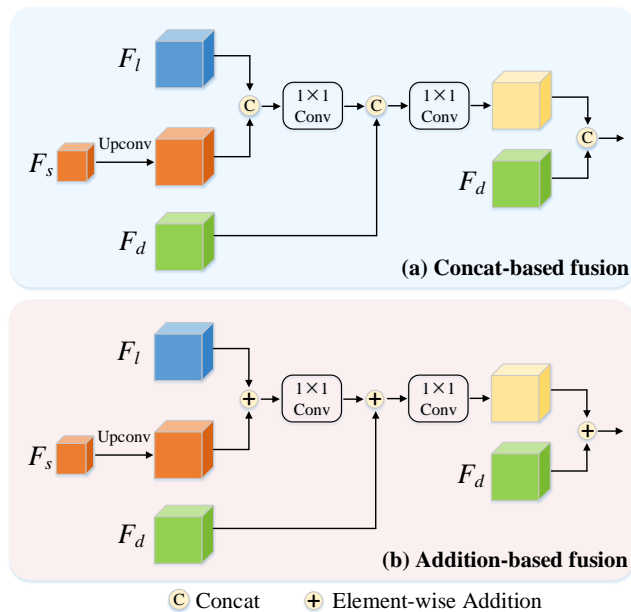 F_l
C
1×1
Conv
C
1×1
Conv
C
F_s
Upconv
F_d
F_d
(a) Concat-based fusion
F_l
+
1×1
Conv
+
1×1
Conv
+
F_s
Upconv
F_d
F_d
(b) Addition-based fusion
C Concat
+ Element-wise Addition